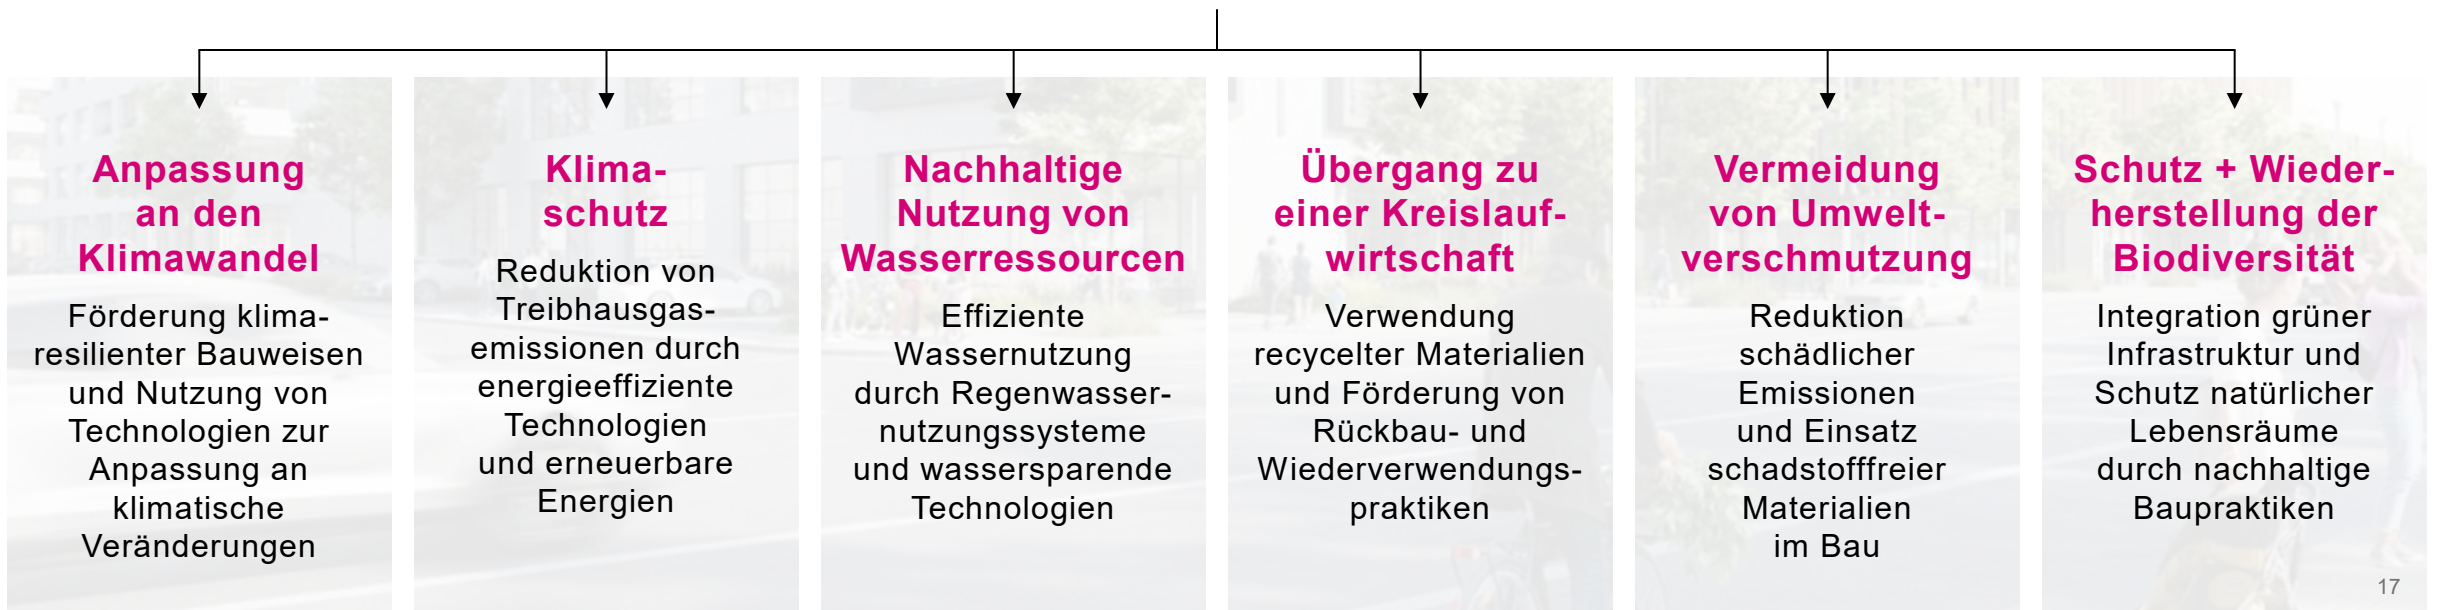 Anpassung
an den
Klimawandel
Förderung klima-
resilienter Bauweisen
und Nutzung von
Technologien zur
Anpassung an
klimatische
Veränderungen
Klima-
schutz
Reduktion von
Treibhausgas-
emissionen durch
energieeffiziente
Technologien
und erneuerbare
Energien
Nachhaltige
Nutzung von
Wasserressourcen
Effiziente
Wassernutzung
durch Regenwasser-
nutzungssysteme
und wassersparende
Technologien
Übergang zu
einer Kreislauf-
wirtschaft
Verwendung
recycelter Materialien
und Förderung von
Rückbau- und
Wiederverwendungs-
praktiken
Vermeidung
von Umwelt-
verschmutzung
Reduktion
schädlicher
Emissionen
und Einsatz
schadstofffreier
Materialien
im Bau
Schutz + Wieder-
herstellung der
Biodiversität
Integration grüner
Infrastruktur und
Schutz natürlicher
Lebensräume
durch nachhaltige
Baupraktiken
17